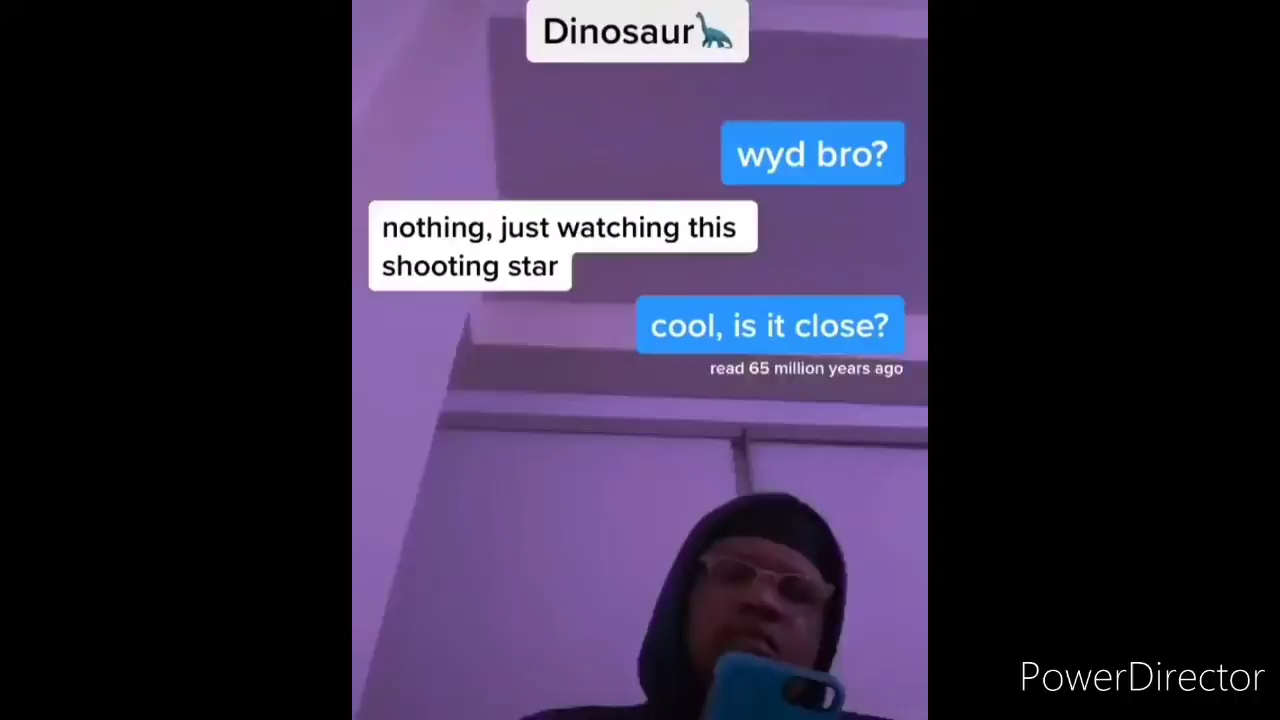 Dinosaur🦕
wyd bro?
nothing, just watching this
shooting star
cool, is it close?
read 65 million years ago
PowerDirector